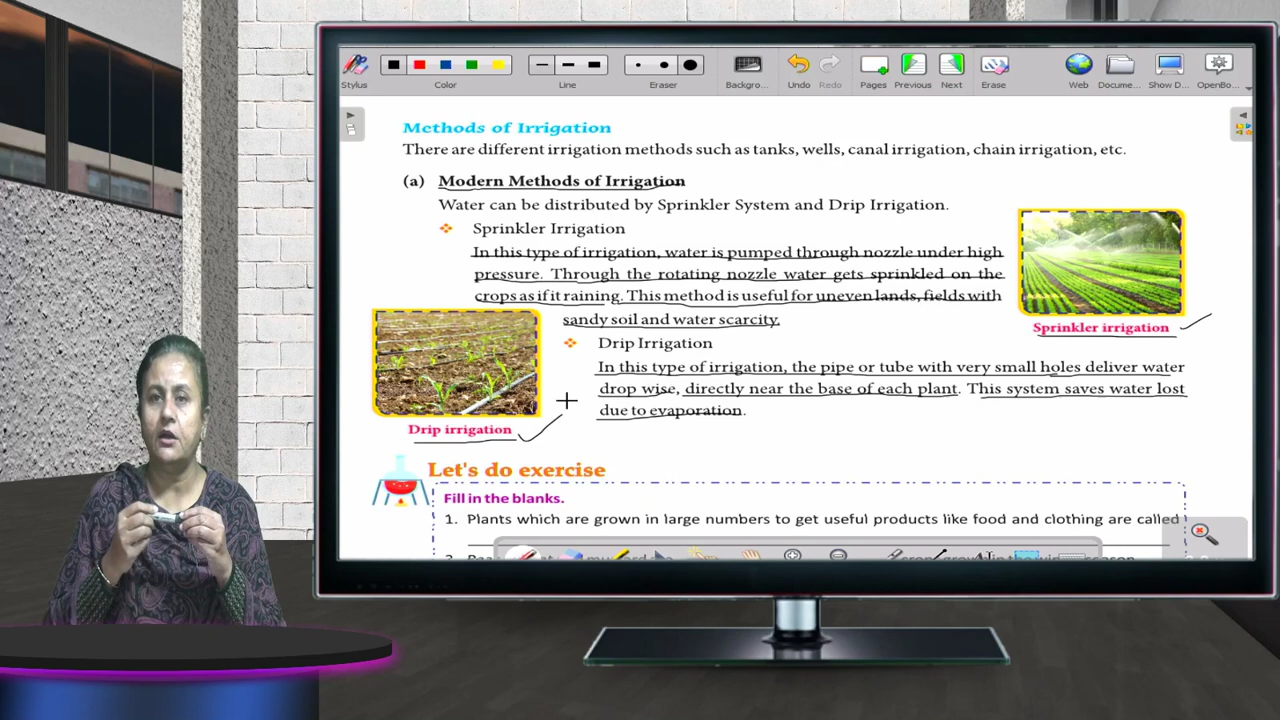 Stylus Color Line Eraser Backgro... Undo Redo Pages Previous Next Erase Web Docume... Show D... OpenBo...
Methods of Irrigation
There are different irrigation methods such as tanks, wells, canal irrigation, chain irrigation, etc.
(a) Modern Methods of Irrigation
Water can be distributed by Sprinkler System and Drip Irrigation.
Sprinkler Irrigation
In this type of irrigation, water is pumped through nozzle under high
pressure. Through the rotating nozzle water gets sprinkled on the
crops as if it raining. This method is useful for uneven lands, fields with
sandy soil and water scarcity.
Sprinkler irrigation
Drip Irrigation
In this type of irrigation, the pipe or tube with very small holes deliver water
drop wise, directly near the base of each plant. This system saves water lost
due to evaporation.
Drip irrigation
Let's do exercise
Fill in the blanks.
1. Plants which are grown in large numbers to get useful products like food and clothing are called